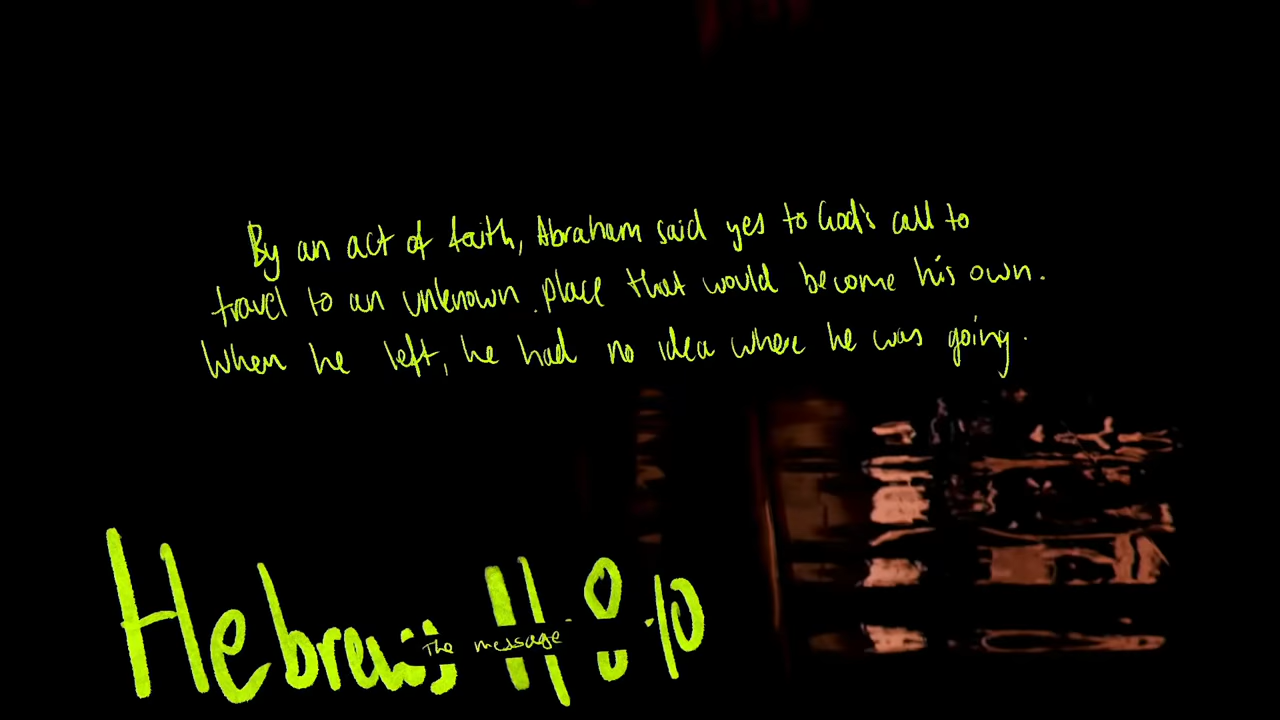 By an act of faith, Abraham said yes to God's call to
travel to an unknown place that would become his own.
When he left, he had no idea where he was going.
Hebrews 11:8-10
The message